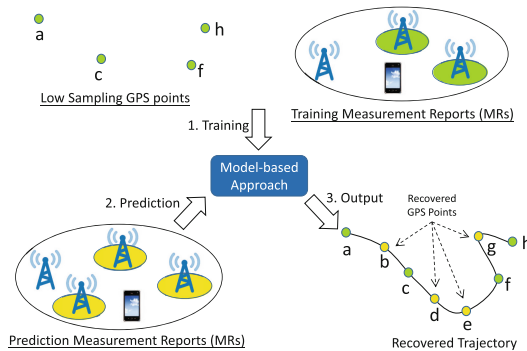 a
h
c
f
Low Sampling GPS points
Training Measurement Reports (MRs)
1. Training
Model-based
Approach
2. Prediction
3. Output
Recovered
GPS Points
a
b
c
d
e
f
g
h
Prediction Measurement Reports (MRs)
Recovered Trajectory